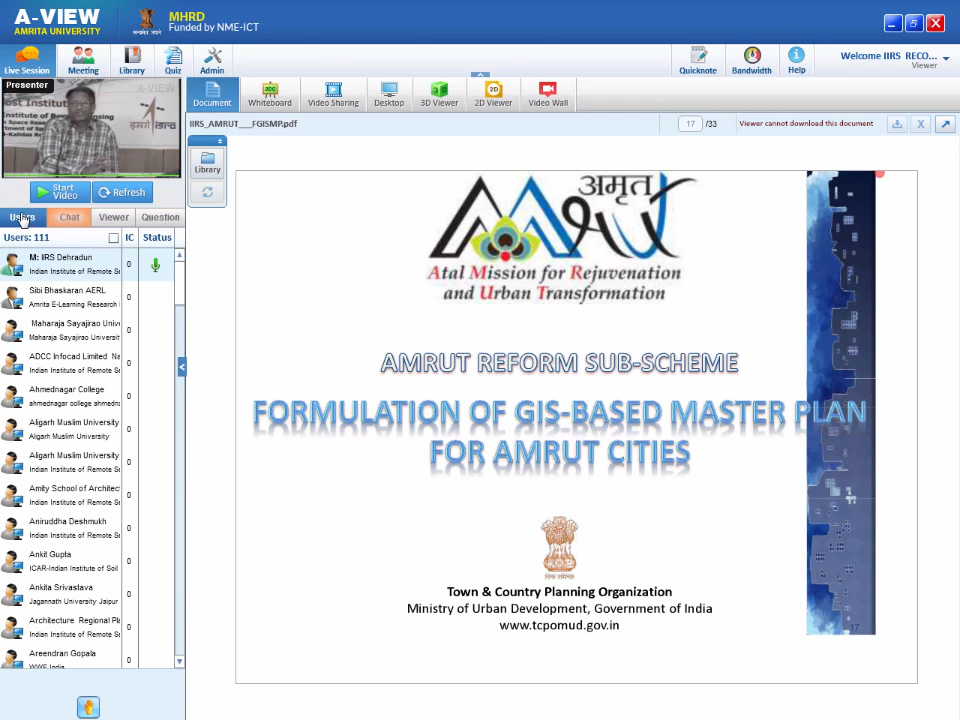 A-VIEW
AMRITA UNIVERSITY
MHRD
Funded by NME-ICT
Live Session
Meeting
Library
Quiz
Admin
Quicknote
Bandwidth
Help
Welcome IIRS RECO...
Viewer
Presenter
A-VIEW
Start Video
Refresh
Document
Whiteboard
Video Sharing
Desktop
3D Viewer
2D Viewer
Video Wall
IIRS_AMRUT___FGISMP.pdf
17 /33
Viewer cannot download this document
Library
Users Chat Viewer Question
Users: 111 IC Status
M: IIRS Dehradun
Indian Institute of Remote Se
0
Sibi Bhaskaran AERL
Amrita E-Learning Research
0
Maharaja Sayajirao Unive
Maharaja Sayajirao Universit
0
ADCC Infocad Limited Na
Indian Institute of Remote Se
0
Ahmednagar College
ahmednagar college ahmedna
0
Aligarh Muslim University
Aligarh Muslim University
0
Aligarh Muslim University
Indian Institute of Remote Se
0
Amity School of Architect
Indian Institute of Remote Se
0
Aniruddha Deshmukh
Indian Institute of Remote Se
0
Ankit Gupta
ICAR-Indian Institute of Soil
0
Ankita Srivastava
Jagannath University Jaipur
0
Architecture Regional Pla
Indian Institute of Remote Se
0
Areendran Gopala
WWF India
0
अमृत
Atal Mission for Rejuvenation
and Urban Transformation
AMRUT REFORM SUB-SCHEME
FORMULATION OF GIS-BASED MASTER PLAN
FOR AMRUT CITIES
Town & Country Planning Organization
Ministry of Urban Development, Government of India
www.tcpomud.gov.in
17